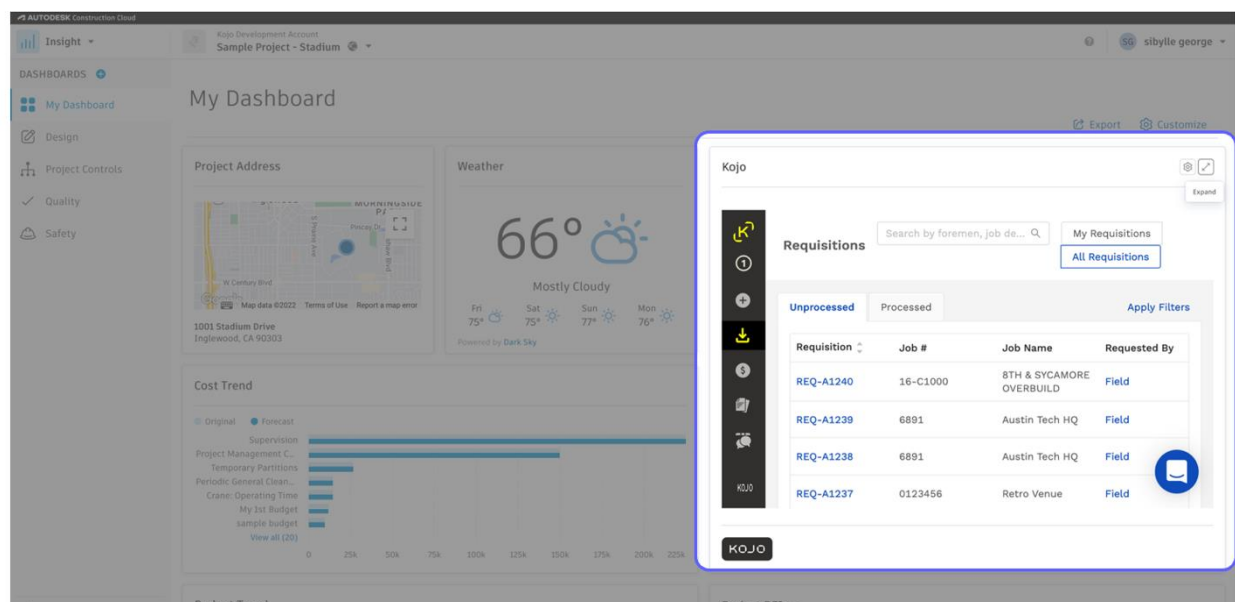 AUTODESK Construction Cloud
Insight
Kojo Development Account
Sample Project - Stadium
SG sibylle george
DASHBOARDS
My Dashboard
Design
Project Controls
Quality
Safety
My Dashboard
Export Customize
Project Address
MORNINGSIDE
S Prairie Ave
W Century Blvd
Map data ©2022 Terms of Use Report a map error
1001 Stadium Drive
Inglewood, CA 90303
Weather
66°
Mostly Cloudy
Fri Sat Sun Mon
75° 75° 77° 76°
Powered by Dark Sky
Cost Trend
Original Forecast
Supervision
Project Management C...
Temporary Partitions
Periodic General Clean...
Crane: Operating Time
My 1st Budget
sample budget
View all (20)
0 25k 50k 75k 100k 125k 150k 175k 200k 225k
Kojo
Expand
Requisitions
Search by foremen, job de...
My Requisitions
All Requisitions
1
Unprocessed Processed Apply Filters
Requisition Job # Job Name Requested By
REQ-A1240 16-C1000 8TH & SYCAMORE OVERBUILD Field
REQ-A1239 6891 Austin Tech HQ Field
REQ-A1238 6891 Austin Tech HQ Field
REQ-A1237 0123456 Retro Venue Field
KOJO
KOJO